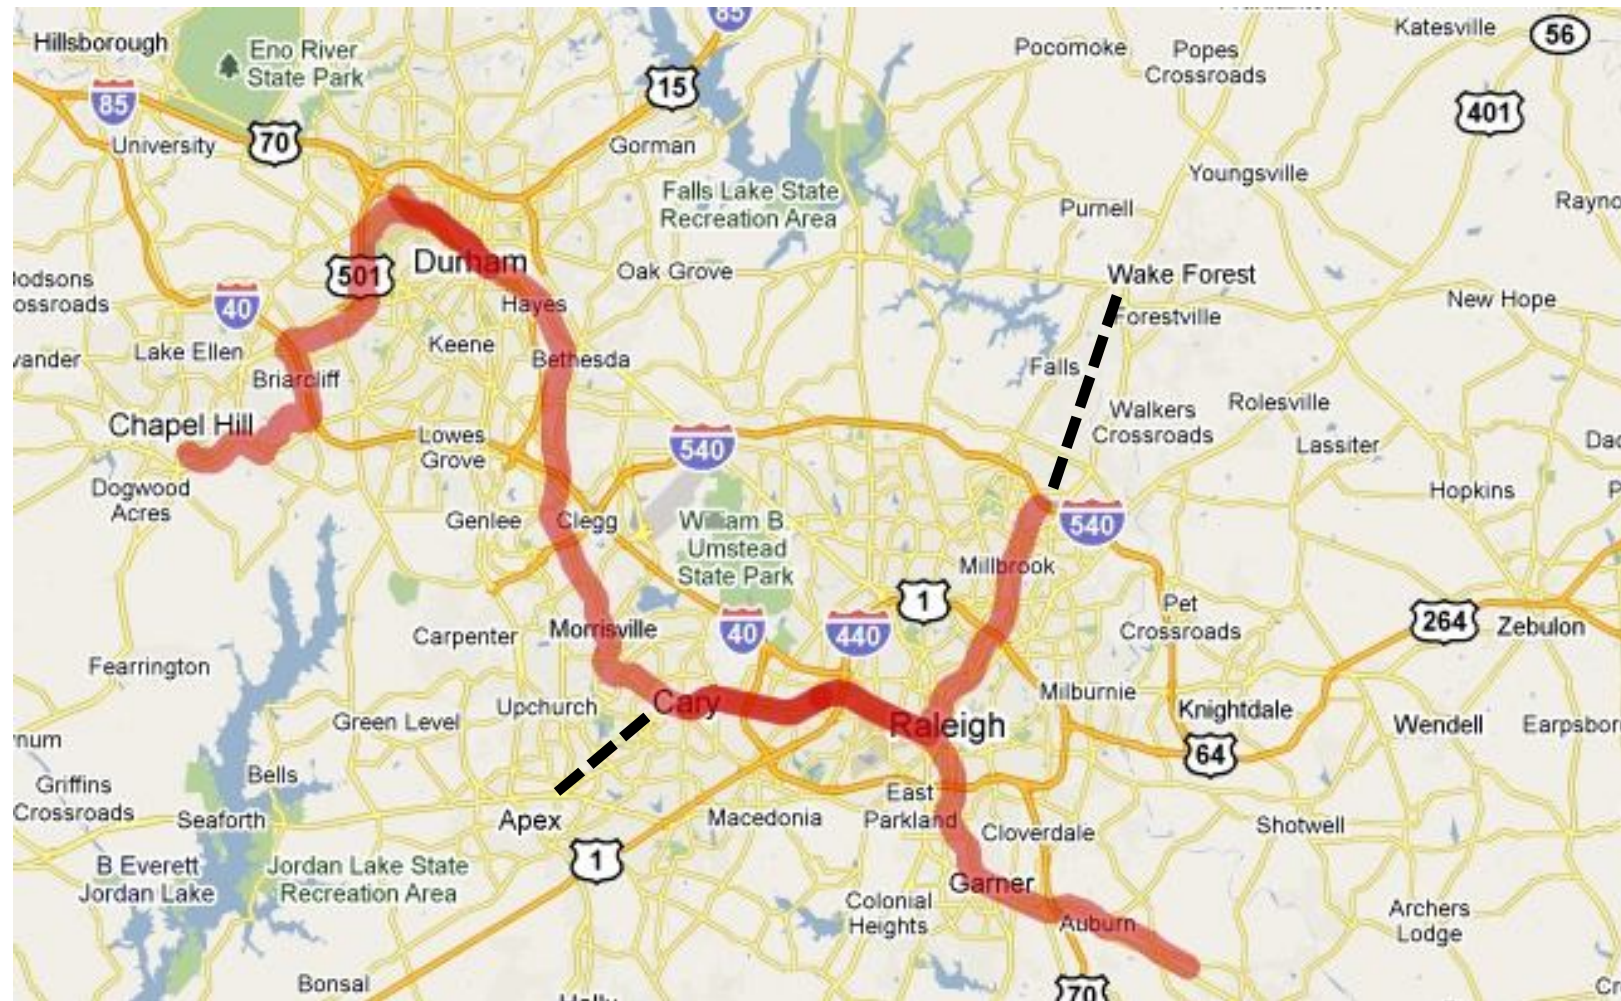 85
Katesville
56
Hillsborough
Eno River
State Park
Pocomoke
Popes
Crossroads
15
85
401
70
University
Gorman
Youngsville
Falls Lake State
Recreation Area
Purnell
501
Durham
Oak Grove
Wake Forest
40
Hayes
New Hope
Forestville
Lake Ellen
Keene
Bethesda
Falls
Briarcliff
Walkers
Crossroads
Rolesville
Chapel Hill
Lowes
Grove
540
Lassiter
Dogwood
Acres
Hopkins
Genlee
Clegg
William B.
Umstead
State Park
540
Millbrook
1
Pet
Crossroads
264
Zebulon
Carpenter
Morrisville
40
440
Fearrington
Upchurch
Cary
Milburnie
Green Level
Raleigh
Knightdale
Wendell
64
Griffins
Crossroads
Bells
Seaforth
Apex
Macedonia
East
Parkland
Cloverdale
Shotwell
1
B Everett
Jordan Lake
Jordan Lake State
Recreation Area
Garner
Colonial
Heights
Auburn
Archers
Lodge
Bonsal
70